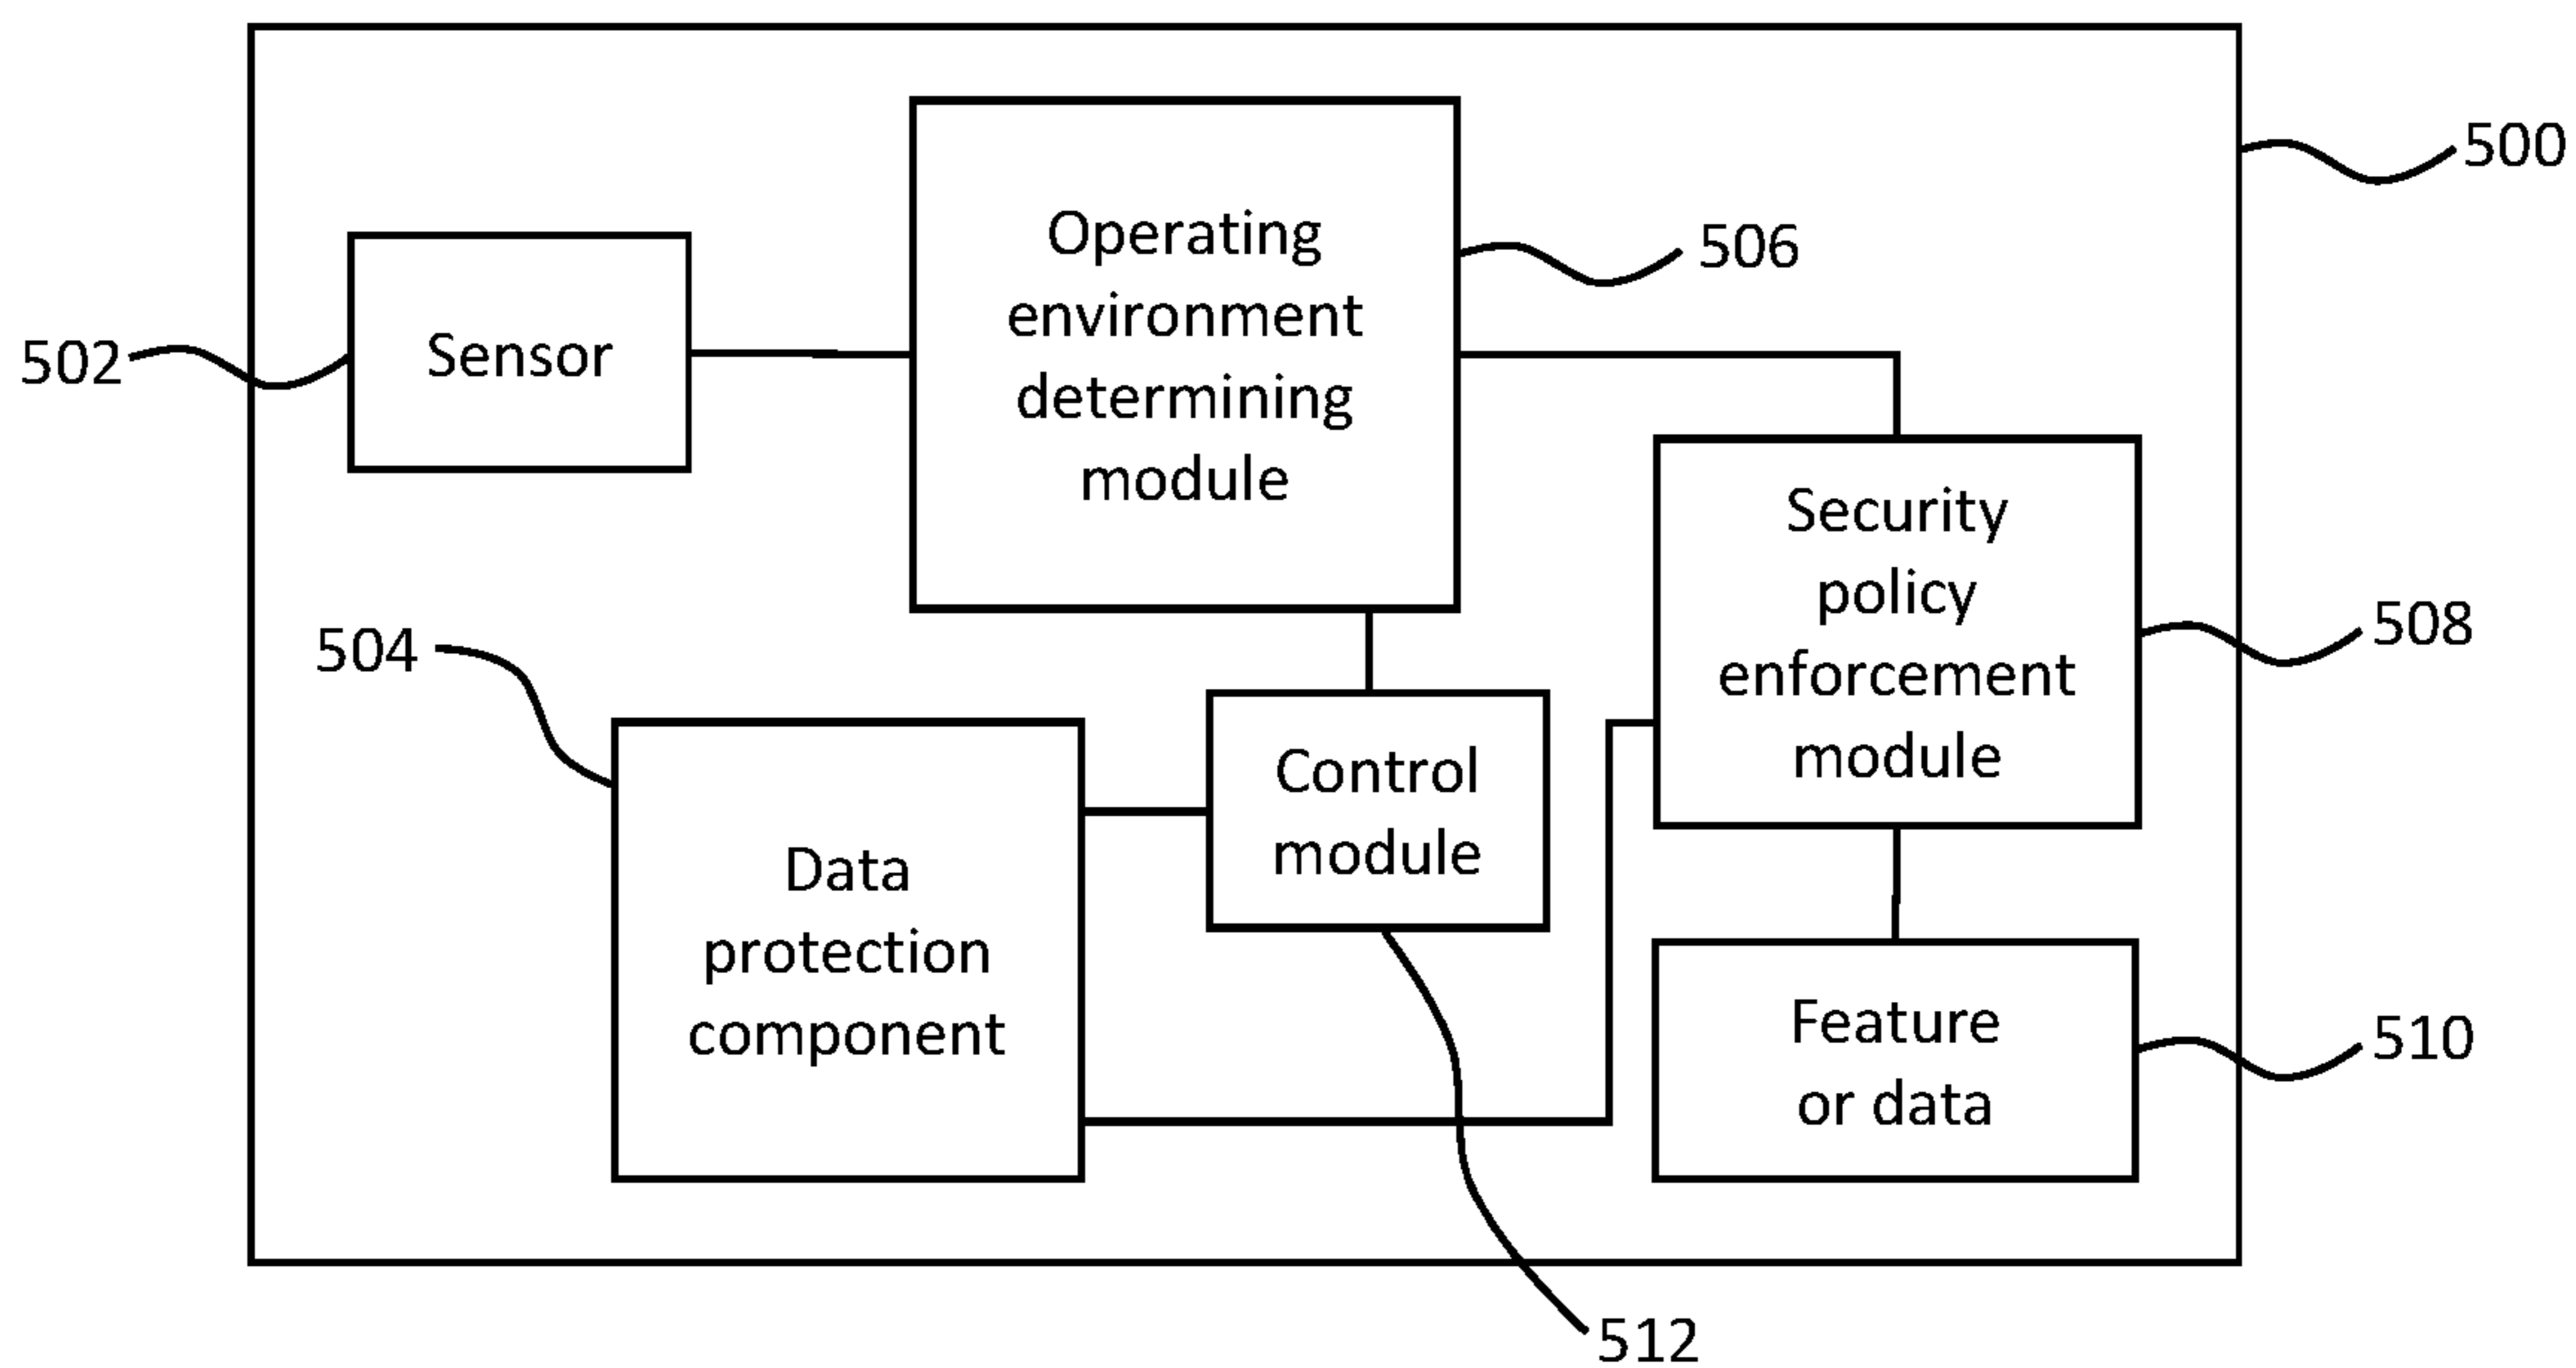 500
Operating
environment
determining
module
506
Sensor
502
Security
policy
enforcement
module
508
504
Control
module
Data
protection
component
Feature
or data
510
512